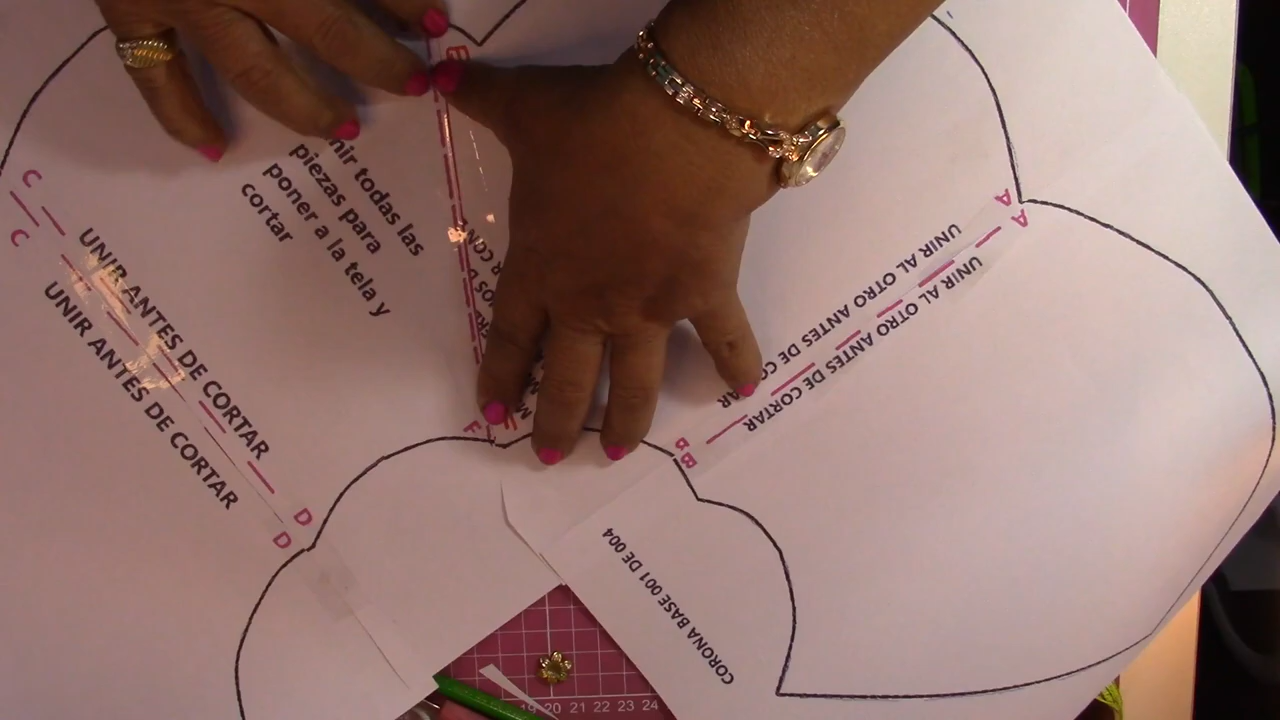 C
C
UNIR ANTES DE CORTAR
UNIR ANTES DE CORTAR
D
D
todas las
piezas para
poner a la tela y
cortar
E
F
A
A
UNIR AL OTRO ANTES DE
UNIR AL OTRO ANTES DE CORTAR
B
B
CORONA BASE 001 DE 004
19 20 21 22 23 24